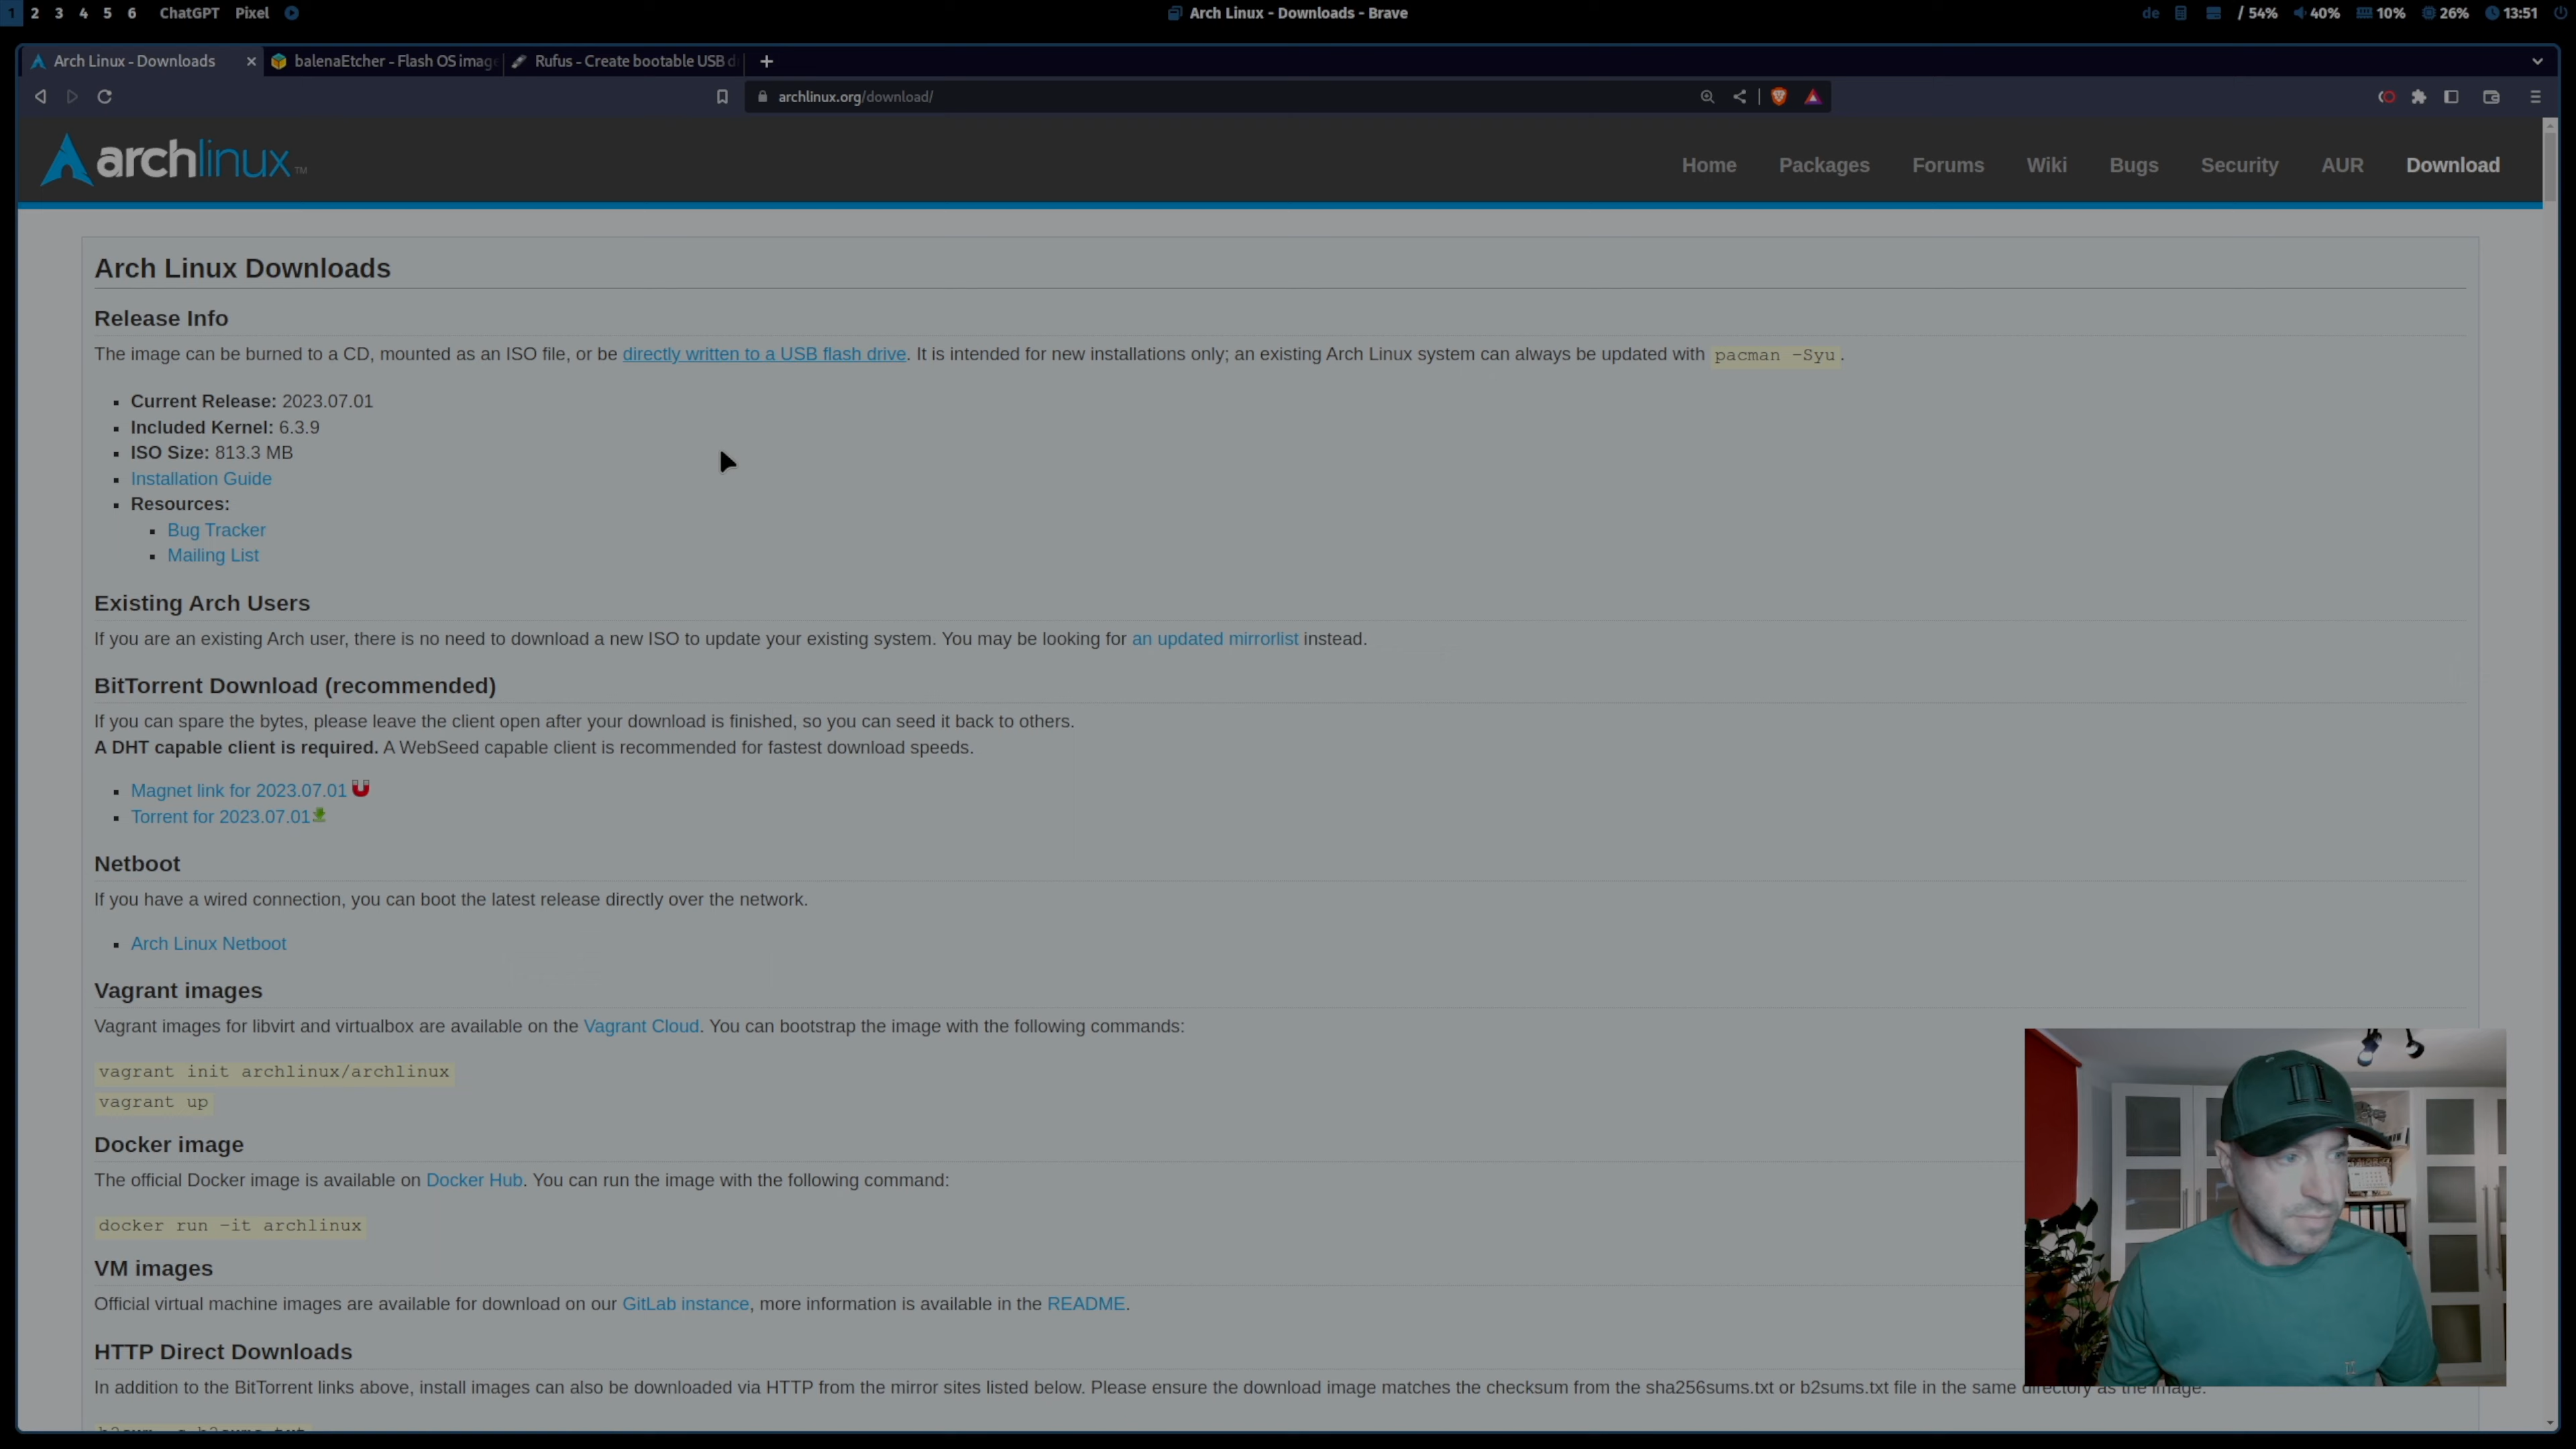 1 2 3 4 5 6 ChatGPT Pixel Arch Linux - Downloads - Brave de / 54% 40% 10% 26% 13:51
Arch Linux - Downloads balenaEtcher - Flash OS imag Rufus - Create bootable USB d
archlinux.org/download/
archlinux™ Home Packages Forums Wiki Bugs Security AUR Download
Arch Linux Downloads
Release Info
The image can be burned to a CD, mounted as an ISO file, or be directly written to a USB flash drive. It is intended for new installations only; an existing Arch Linux system can always be updated with pacman -Syu.
Current Release: 2023.07.01
Included Kernel: 6.3.9
ISO Size: 813.3 MB
Installation Guide
Resources:
Bug Tracker
Mailing List
Existing Arch Users
If you are an existing Arch user, there is no need to download a new ISO to update your existing system. You may be looking for an updated mirrorlist instead.
BitTorrent Download (recommended)
If you can spare the bytes, please leave the client open after your download is finished, so you can seed it back to others.
A DHT capable client is required. A WebSeed capable client is recommended for fastest download speeds.
Magnet link for 2023.07.01
Torrent for 2023.07.01
Netboot
If you have a wired connection, you can boot the latest release directly over the network.
Arch Linux Netboot
Vagrant images
Vagrant images for libvirt and virtualbox are available on the Vagrant Cloud. You can bootstrap the image with the following commands:
vagrant init archlinux/archlinux
vagrant up
Docker image
The official Docker image is available on Docker Hub. You can run the image with the following command:
docker run -it archlinux
VM images
Official virtual machine images are available for download on our GitLab instance, more information is available in the README.
HTTP Direct Downloads
In addition to the BitTorrent links above, install images can also be downloaded via HTTP from the mirror sites listed below. Please ensure the download image matches the checksum from the sha256sums.txt or b2sums.txt file in the same directory as the image.